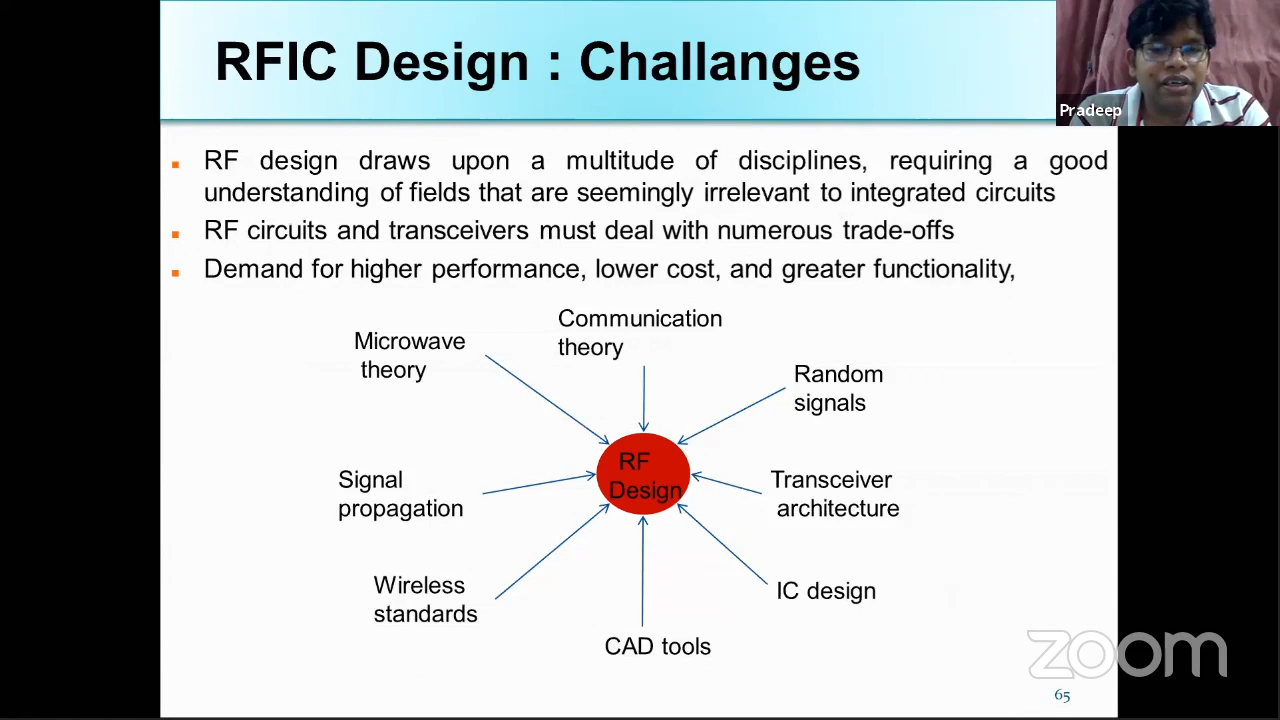 RFIC Design : Challanges
Pradeep
RF design draws upon a multitude of disciplines, requiring a good
understanding of fields that are seemingly irrelevant to integrated circuits
RF circuits and transceivers must deal with numerous trade-offs
Demand for higher performance, lower cost, and greater functionality,
Communication
theory
Microwave
theory
Random
signals
RF
Design
Signal
propagation
Transceiver
architecture
Wireless
standards
IC design
CAD tools
zoom
65